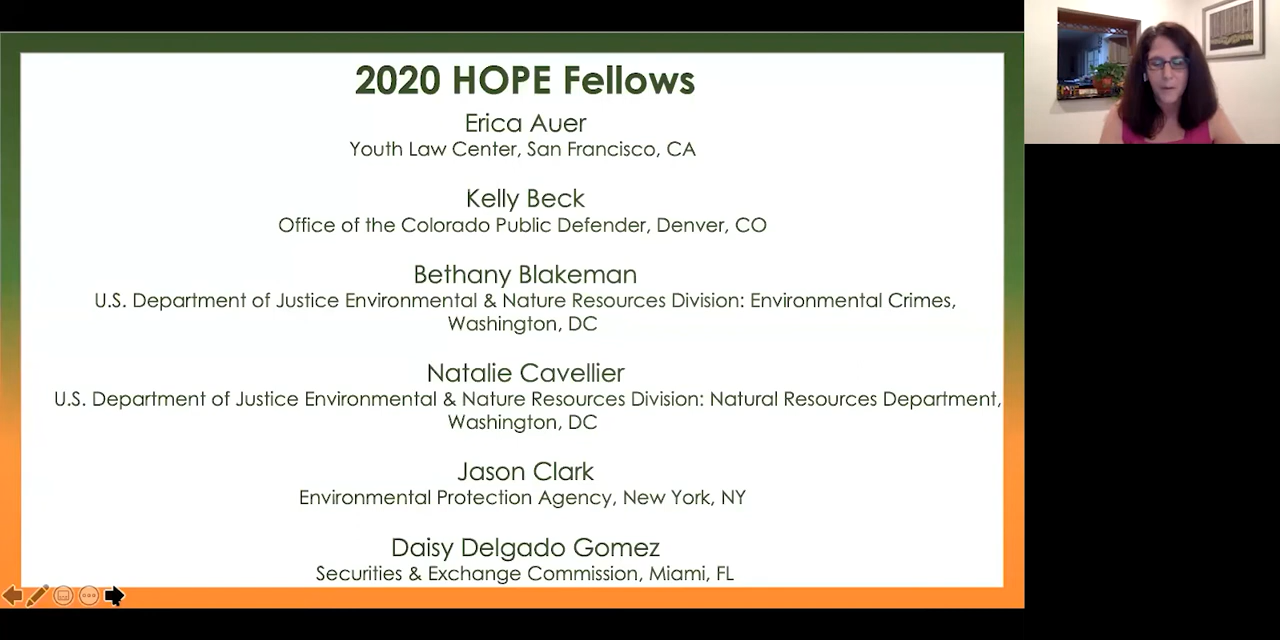 2020 HOPE Fellows
Erica Auer
Youth Law Center, San Francisco, CA
Kelly Beck
Office of the Colorado Public Defender, Denver, CO
Bethany Blakeman
U.S. Department of Justice Environmental & Nature Resources Division: Environmental Crimes,
Washington, DC
Natalie Cavellier
U.S. Department of Justice Environmental & Nature Resources Division: Natural Resources Department,
Washington, DC
Jason Clark
Environmental Protection Agency, New York, NY
Daisy Delgado Gomez
Securities & Exchange Commission, Miami, FL